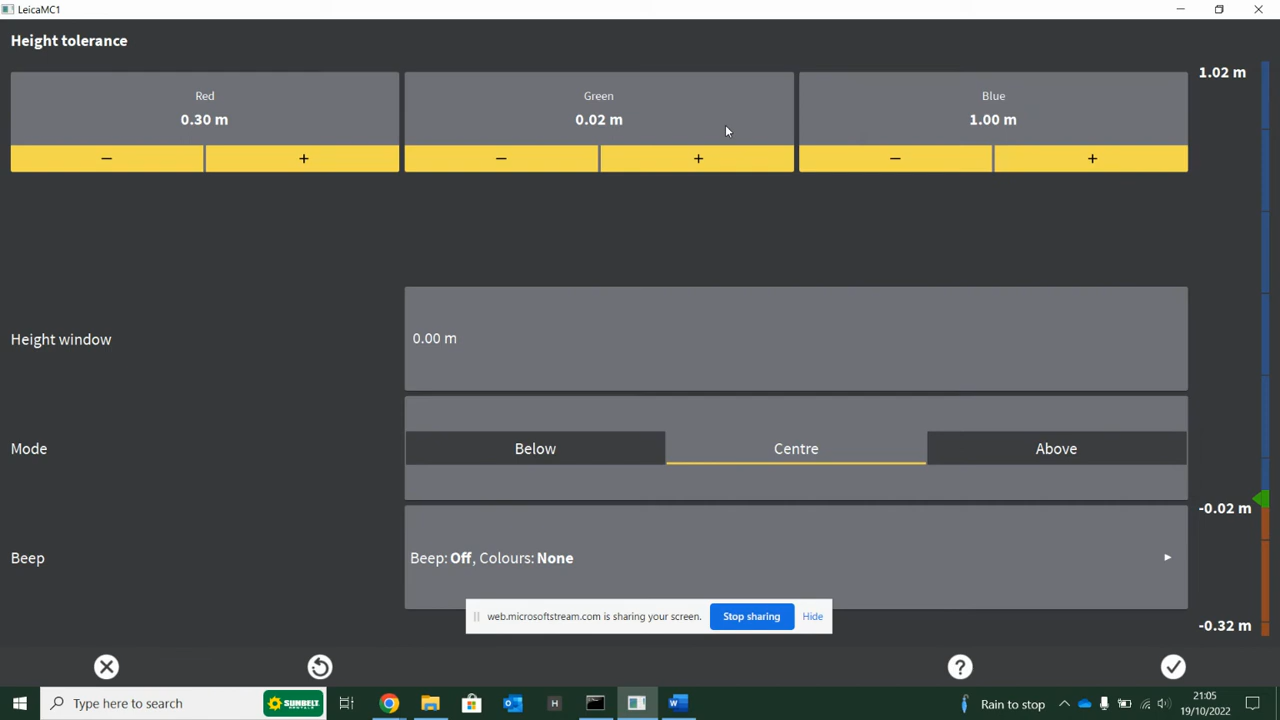 LeicaMC1
Height tolerance
1.02 m
Red
0.30 m
Green
0.02 m
Blue
1.00 m
− +
− +
− +
Height window
0.00 m
Mode
Below
Centre
Above
-0.02 m
Beep
Beep: Off, Colours: None
web.microsoftstream.com is sharing your screen.
Stop sharing
Hide
-0.32 m
?
Type here to search
SUNBELT
RENTALS
H
Rain to stop
21:05
19/10/2022